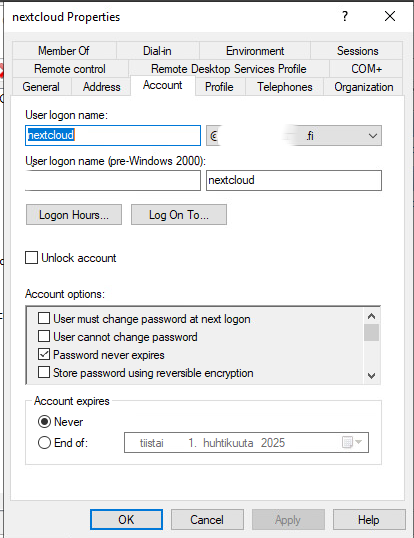 nextcloud Properties
?
Member Of Dial-in Environment Sessions
Remote control Remote Desktop Services Profile COM+
General Address Account Profile Telephones Organization
User logon name:
nextcloud @ .fi
User logon name (pre-Windows 2000):
nextcloud
Logon Hours... Log On To...
Unlock account
Account options:
User must change password at next logon
User cannot change password
Password never expires
Store password using reversible encryption
Account expires
Never
End of: tiistai 1. huhtikuuta 2025
OK Cancel Apply Help